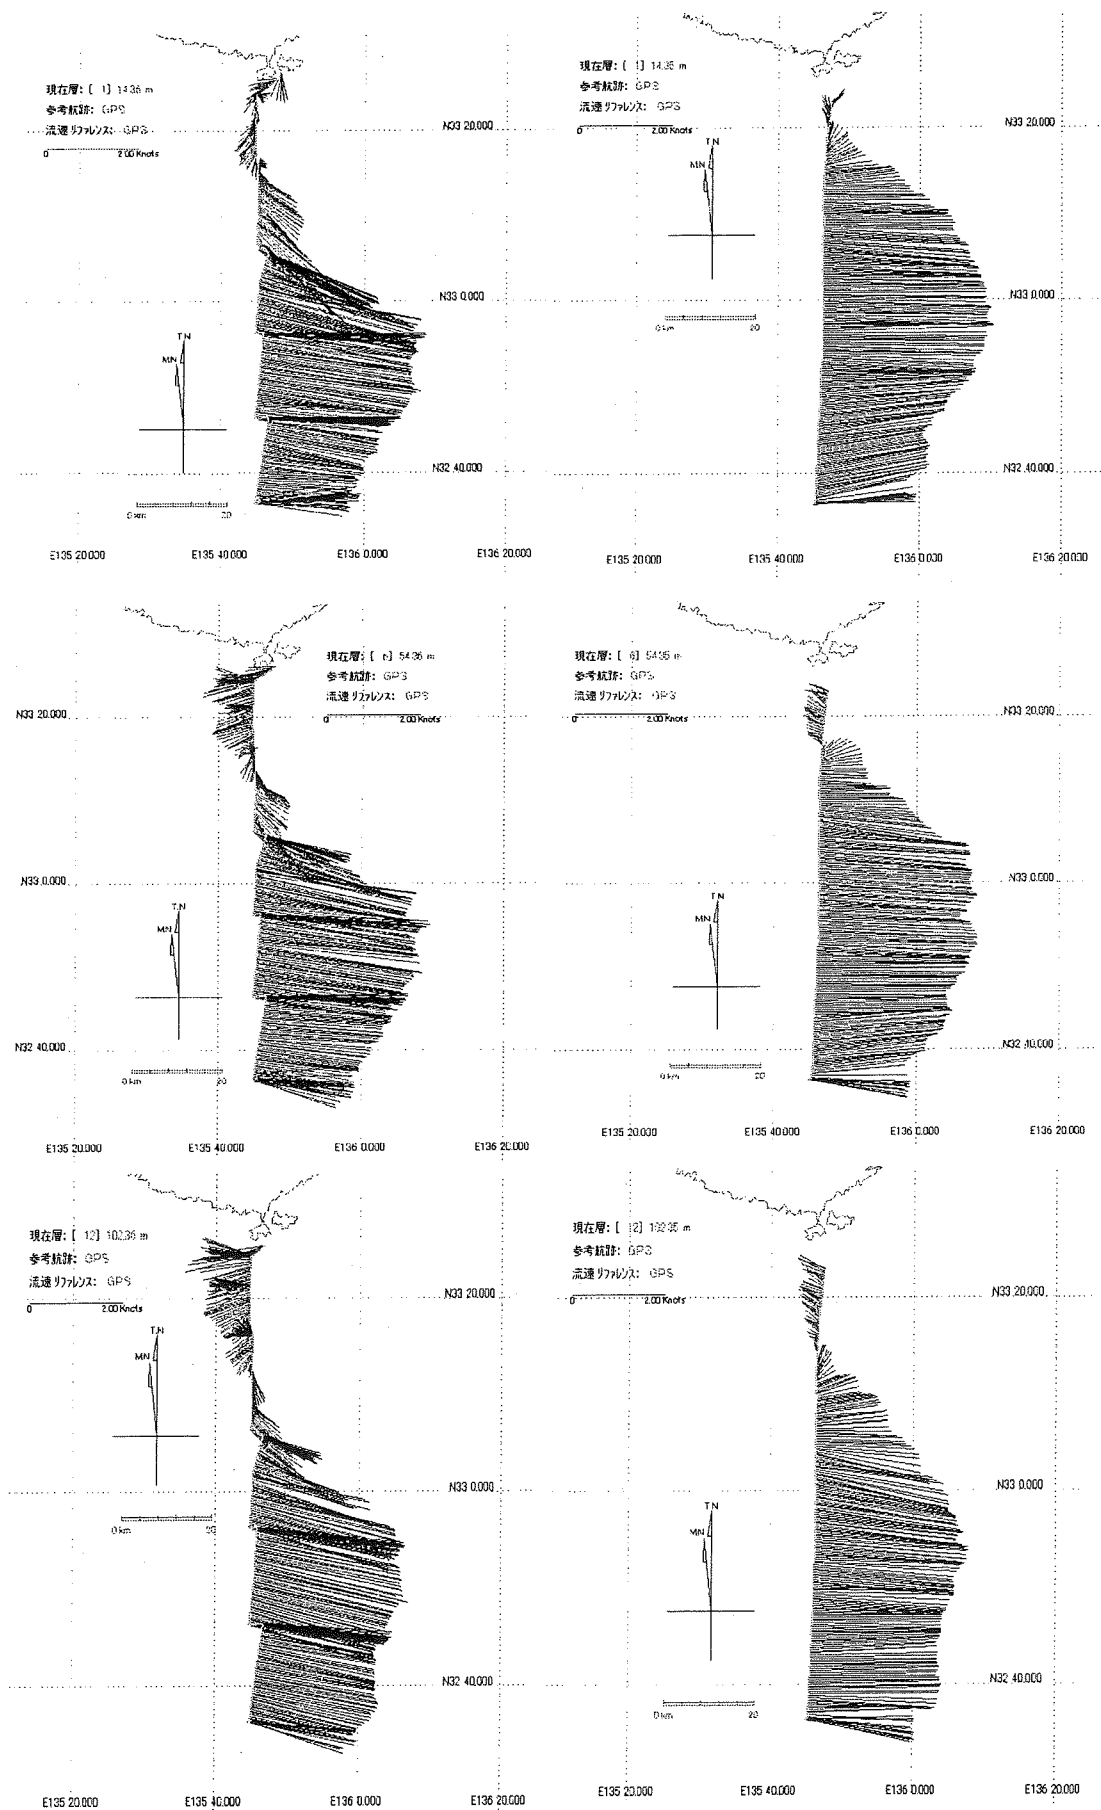 現在層: [ 1] 14.35 m
参考航跡: GPS
流速リファレンス: GPS
0 2.00 Knots
N33 20.000
N33 0.000
T.N
MN
N32 40.000
0 km 20
E135 20.000 E135 40.000 E136 0.000 E136 20.000
現在層: [ 1] 14.35 m
参考航跡: GPS
流速リファレンス: GPS
0 2.00 Knots
N33 20.000
T.N
MN
N33 0.000
0 km 20
N32 40.000
E135 20.000 E135 40.000 E136 0.000 E136 20.000
現在層: [ 6] 54.35 m
参考航跡: GPS
流速リファレンス: GPS
0 2.00 Knots
N33 20.000
N33 0.000
T.N
MN
N32 40.000
0 km 20
E135 20.000 E135 40.000 E136 0.000 E136 20.000
現在層: [ 6] 54.35 m
参考航跡: GPS
流速リファレンス: GPS
0 2.00 Knots
N33 20.000
N33 0.000
T.N
MN
N32 40.000
0 km 20
E135 20.000 E135 40.000 E136 0.000 E136 20.000
現在層: [ 12] 102.35 m
参考航跡: GPS
流速リファレンス: GPS
0 2.00 Knots
N33 20.000
T.N
MN
N33 0.000
0 km 20
N32 40.000
E135 20.000 E135 40.000 E136 0.000 E136 20.000
現在層: [ 12] 102.35 m
参考航跡: GPS
流速リファレンス: GPS
0 2.00 Knots
N33 20.000
N33 0.000
T.N
MN
N32 40.000
0 km 20
E135 20.000 E135 40.000 E136 0.000 E136 20.000